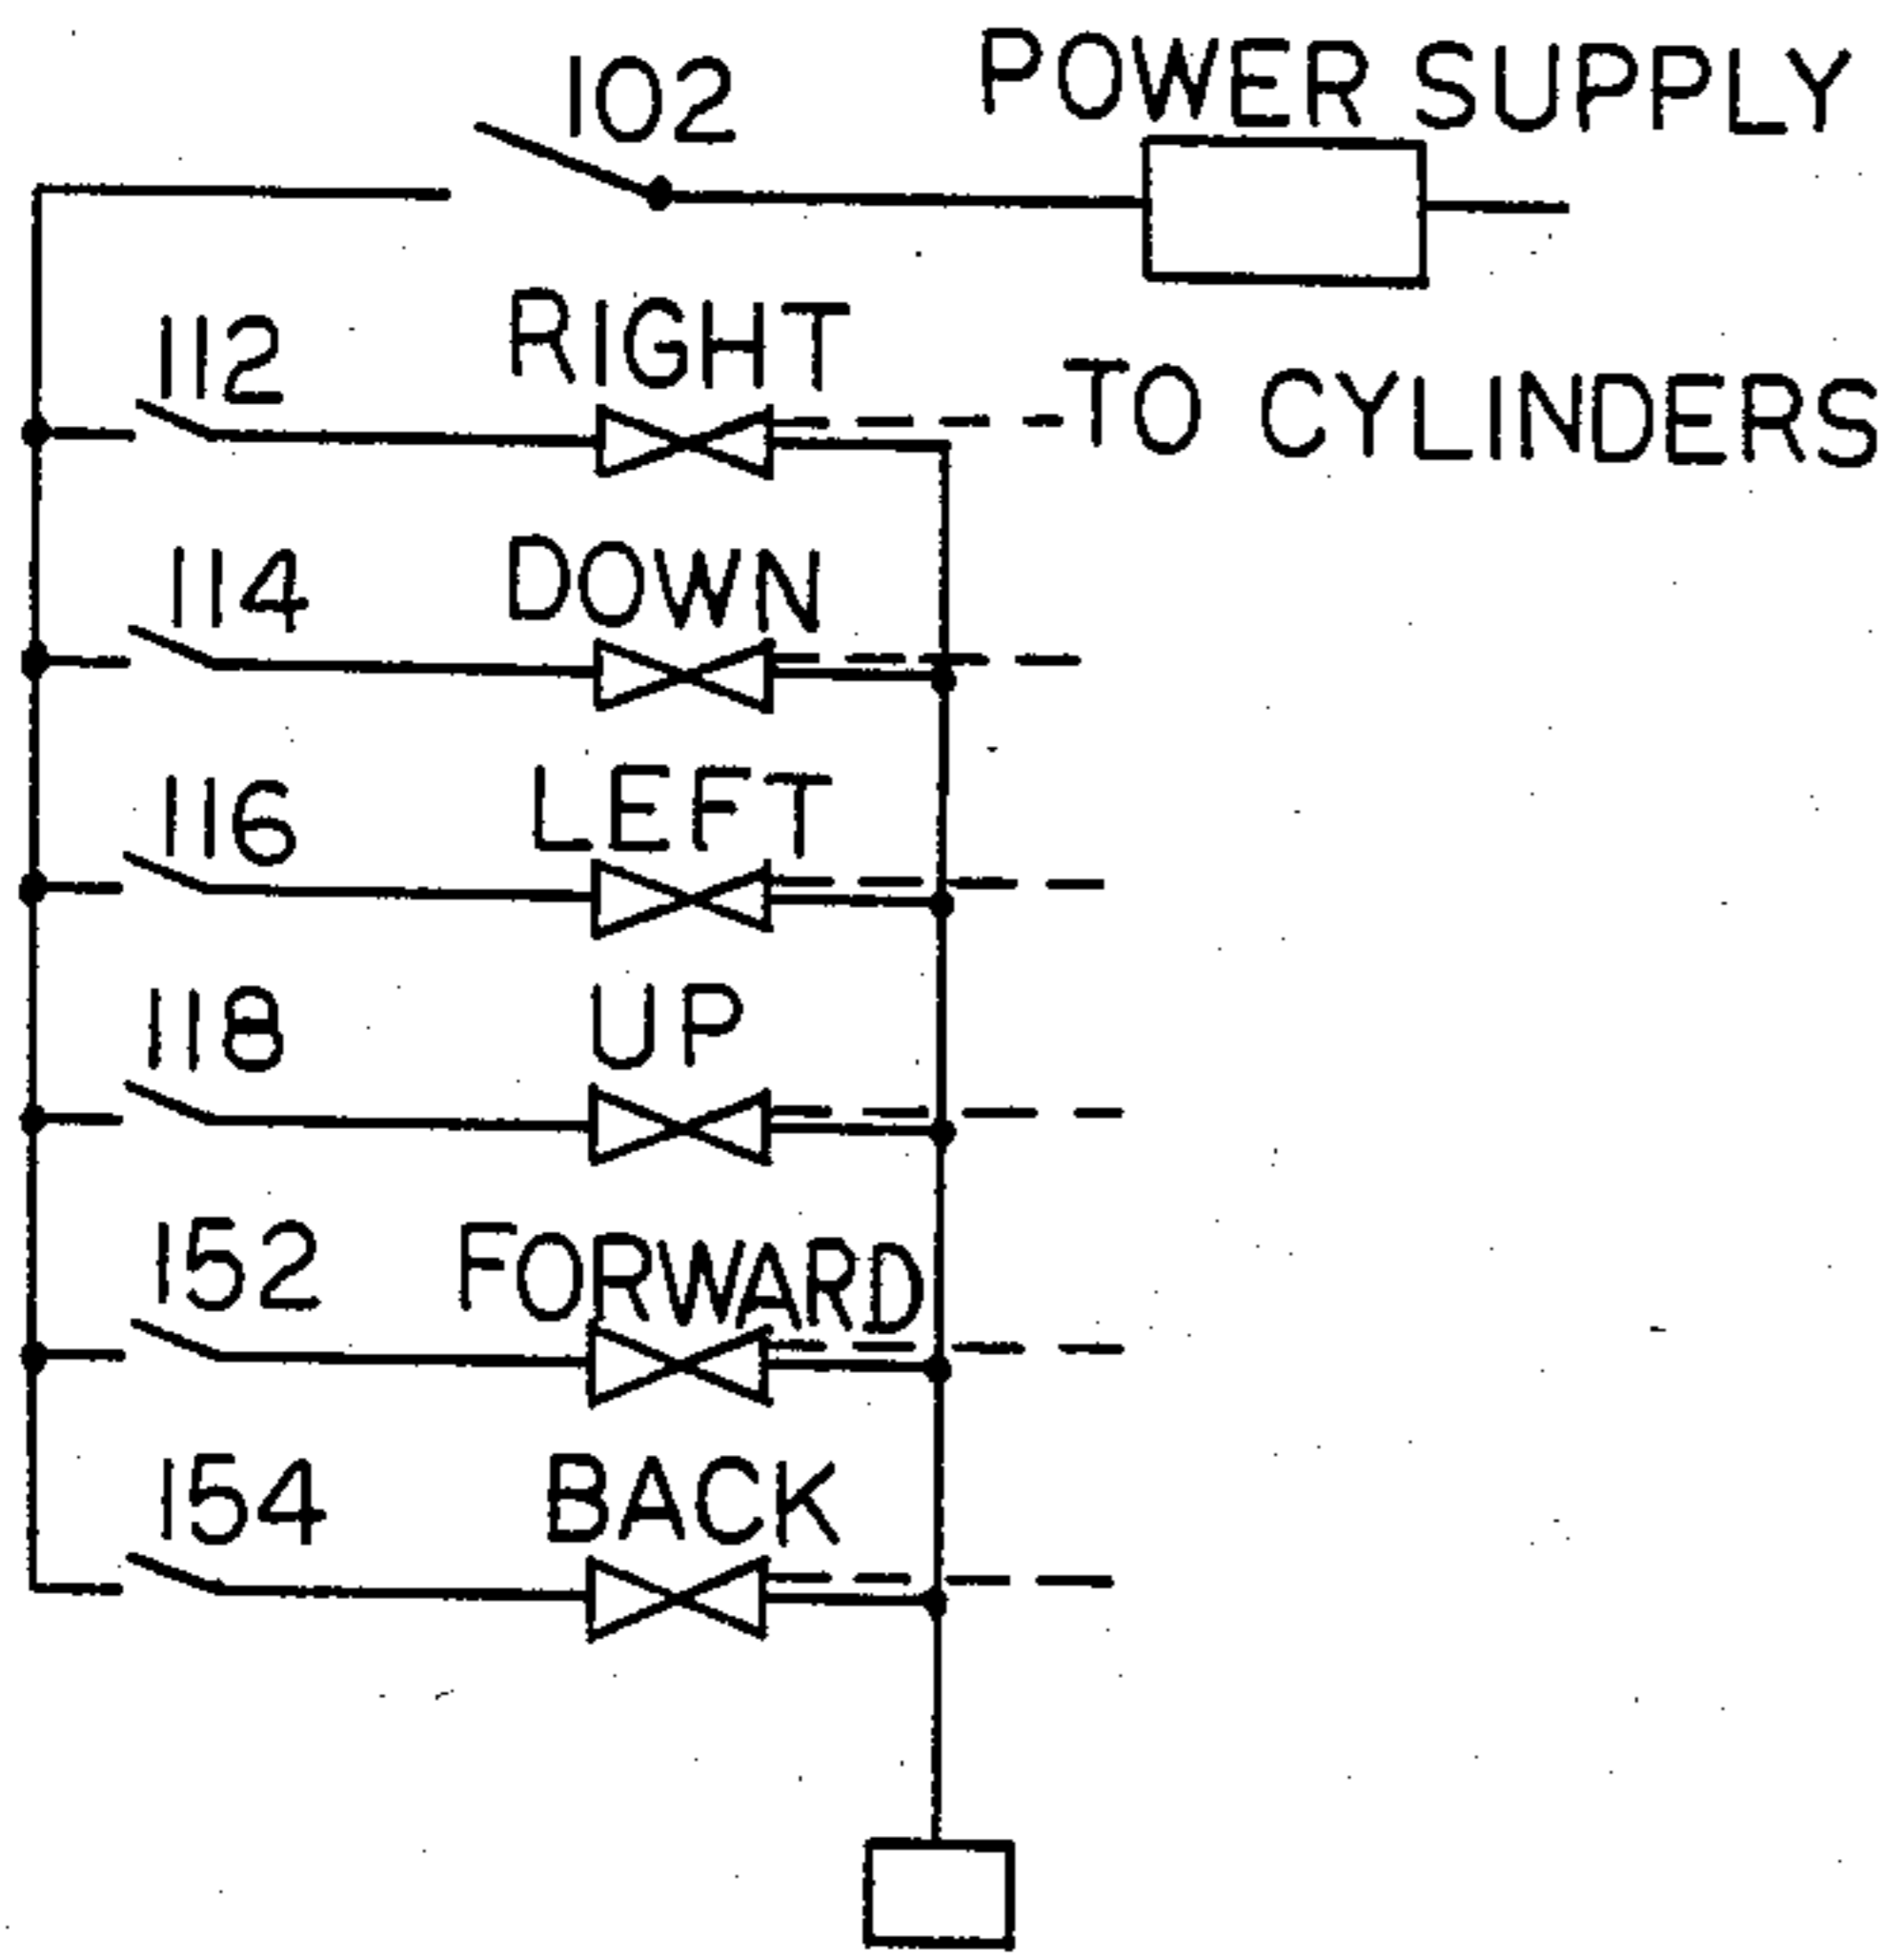 102
POWER SUPPLY
112
RIGHT
TO CYLINDERS
114
DOWN
116
LEFT
118
UP
152
FORWARD
154
BACK